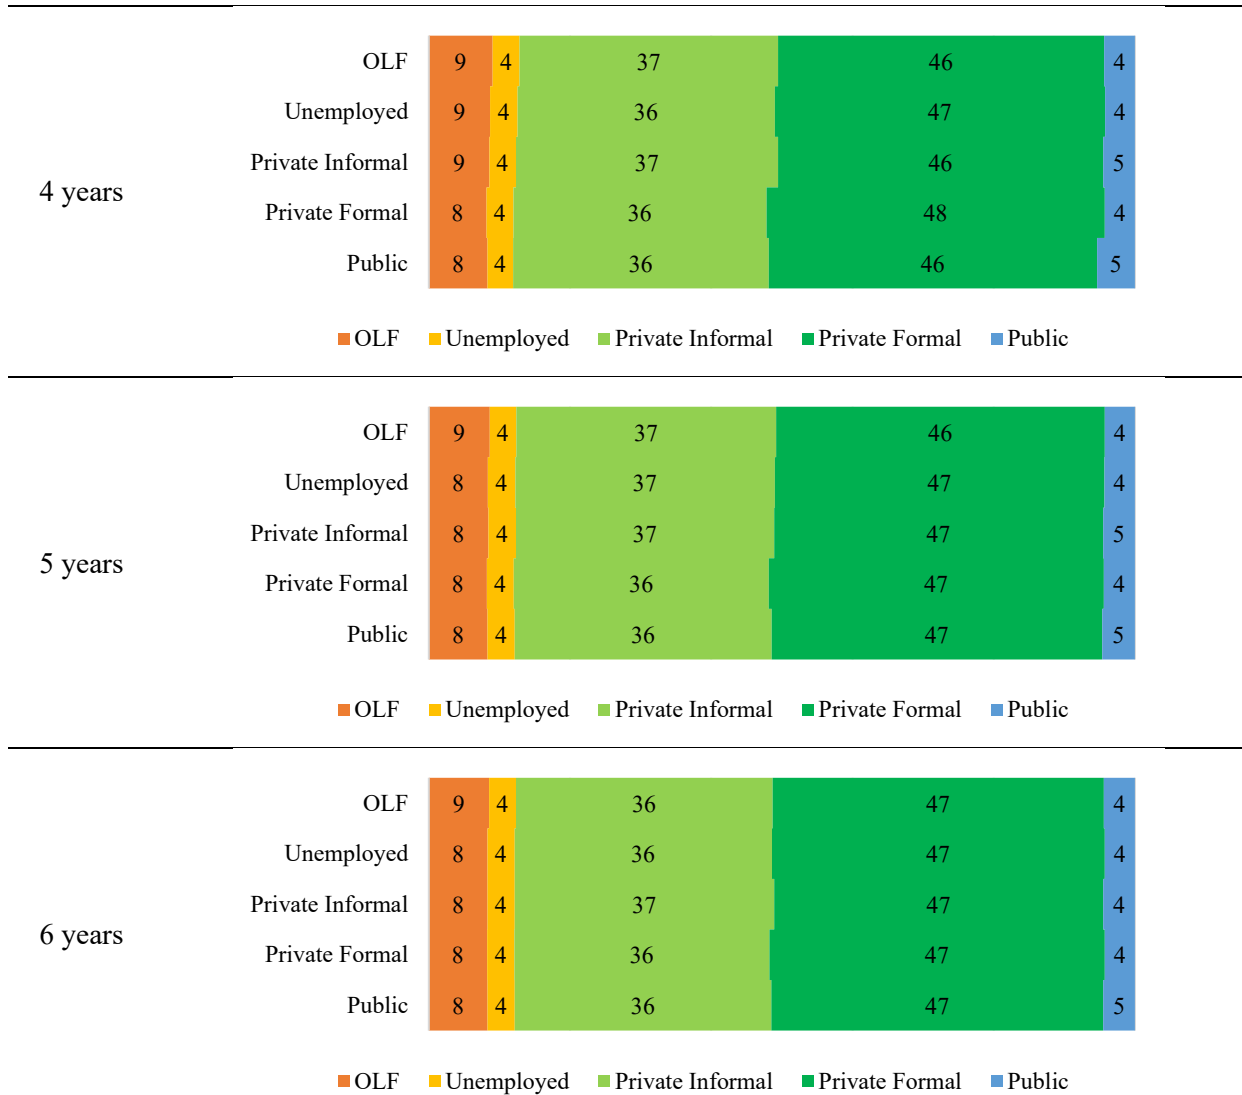 OLF 9 4 37 46 4
Unemployed 9 4 36 47 4
Private Informal 9 4 37 46 5
4 years
Private Formal 8 4 36 48 4
Public 8 4 36 46 5
OLF Unemployed Private Informal Private Formal Public
OLF 9 4 37 46 4
Unemployed 8 4 37 47 4
Private Informal 8 4 37 47 5
5 years
Private Formal 8 4 36 47 4
Public 8 4 36 47 5
OLF Unemployed Private Informal Private Formal Public
OLF 9 4 36 47 4
Unemployed 8 4 36 47 4
Private Informal 8 4 37 47 4
6 years
Private Formal 8 4 36 47 4
Public 8 4 36 47 5
OLF Unemployed Private Informal Private Formal Public